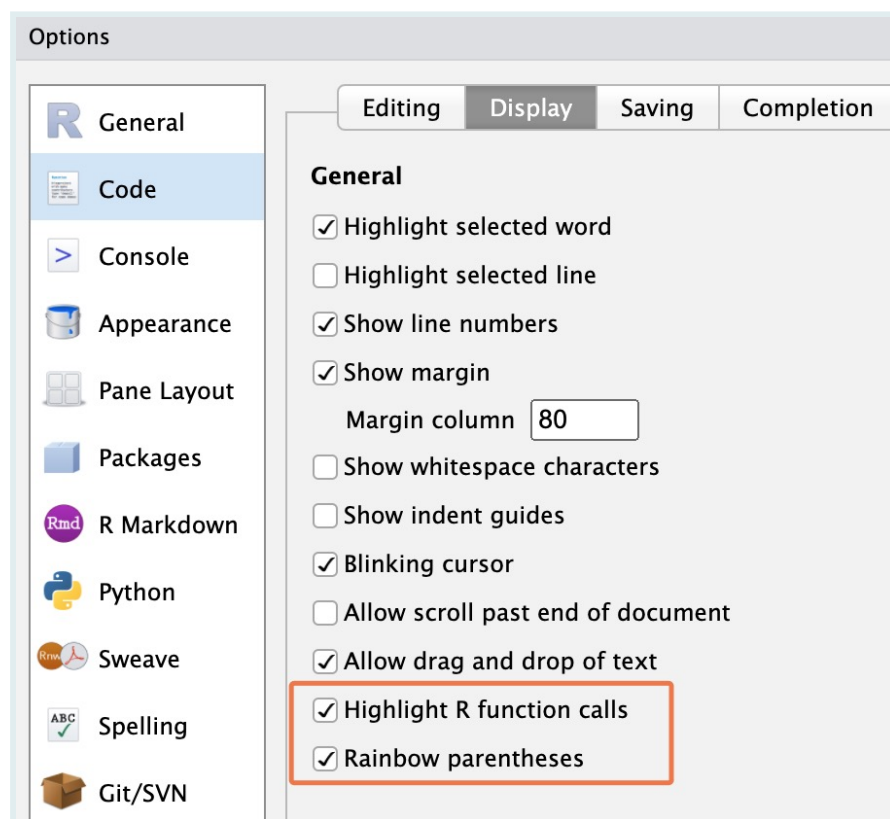 Options
General
Code
Console
Appearance
Pane Layout
Packages
Rmd R Markdown
Python
Rnw Sweave
ABC Spelling
Git/SVN
Editing Display Saving Completion
General
Highlight selected word
Highlight selected line
Show line numbers
Show margin
Margin column 80
Show whitespace characters
Show indent guides
Blinking cursor
Allow scroll past end of document
Allow drag and drop of text
Highlight R function calls
Rainbow parentheses